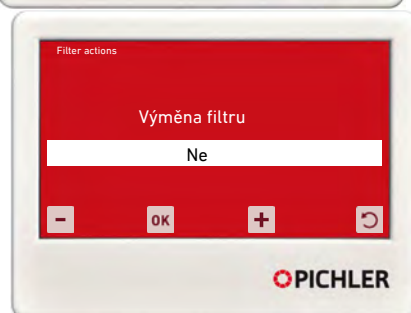 Filter actions
Výměna filtru
Ne
- OK +
PICHLER